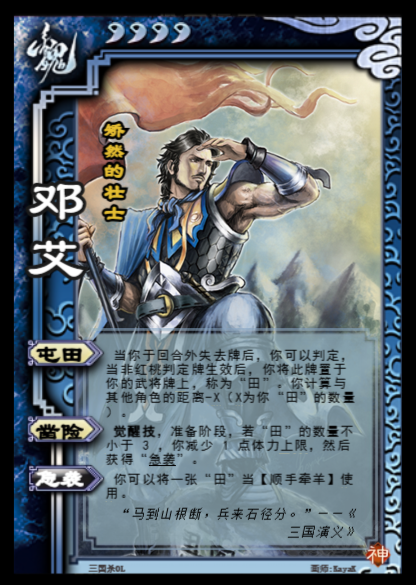 魏
矫然的壮士
邓艾
屯田
当你于回合外失去牌后，你可以判定，
当非红桃判定牌生效后，你将此牌置于
你的武将牌上，称为“田”。你计算与
其他角色的距离-X（X为你“田”的数量
）。
凿险
觉醒技，准备阶段，若“田”的数量不
小于 3 ，你减少 1 点体力上限，然后
获得“急袭”。
急袭
你可以将一张“田”当【顺手牵羊】使
用。
“马到山根断，兵来石径分。”——《
三国演义》
神
三国杀OL
画师:KayaK